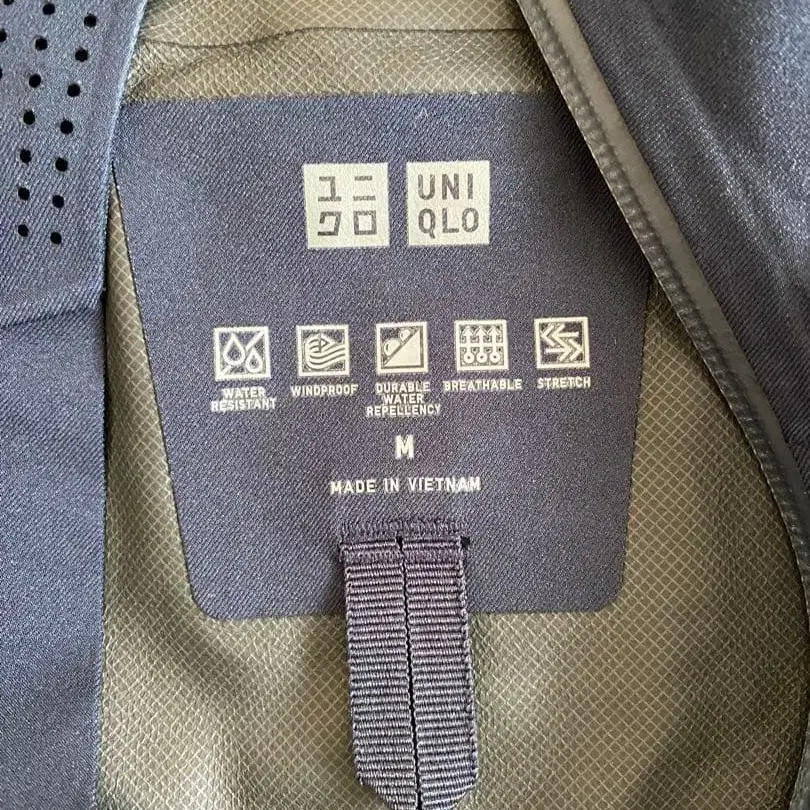 ユニ
クロ
UNI
QLO
WATER
RESISTANT
WINDPROOF
DURABLE
WATER
REPELLENCY
BREATHABLE
STRETCH
M
MADE IN VIETNAM